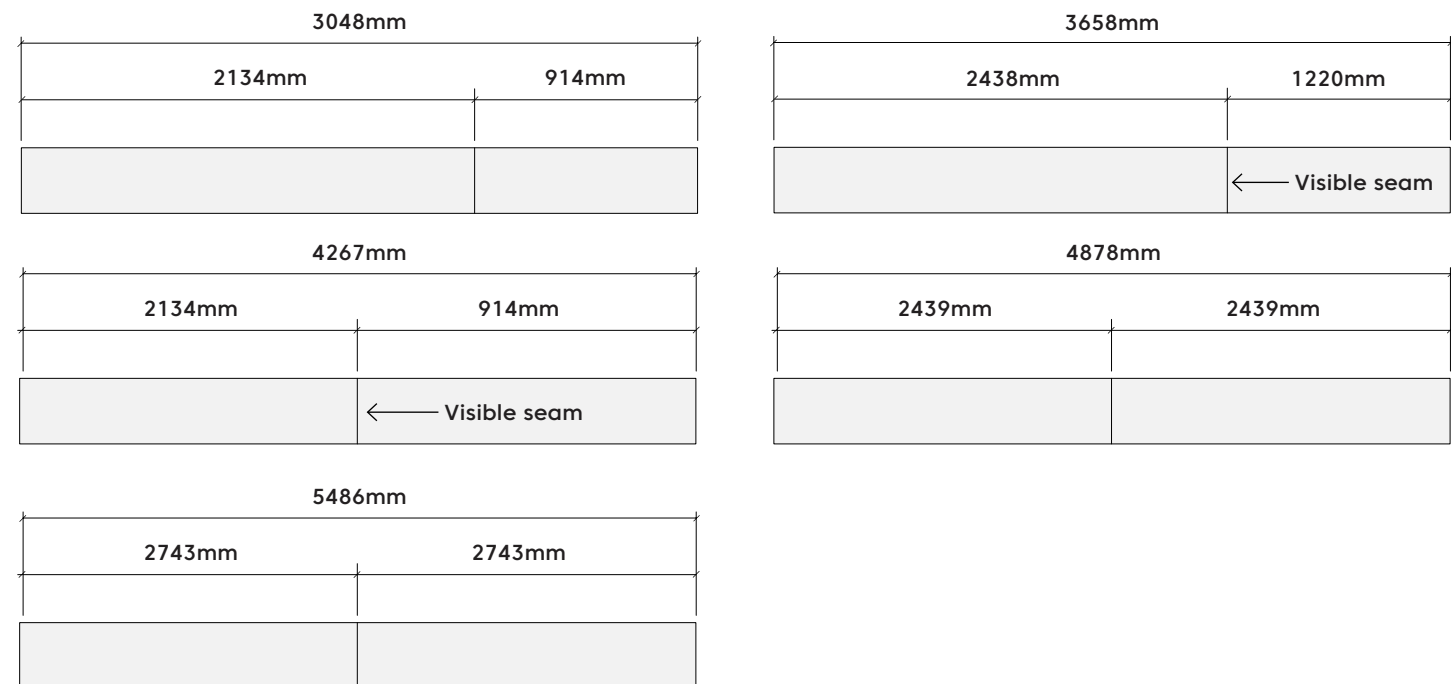 3048mm
2134mm 914mm
3658mm
2438mm 1220mm
Visible seam
4267mm
2134mm 914mm
Visible seam
4878mm
2439mm 2439mm
5486mm
2743mm 2743mm